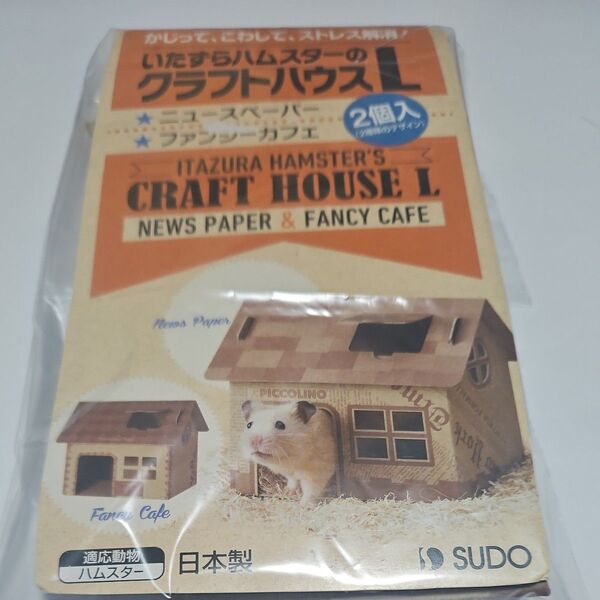 かじって、こわして、ストレス解消！
いたずらハムスターの
クラフトハウスL
★ ニュースペーパー
★ ファンシーカフェ
2個入
(2種類のデザイン)
ITAZURA HAMSTER'S
CRAFT HOUSE L
NEWS PAPER & FANCY CAFE
News Paper
PICCOLINO
Fancy Cafe
適応動物
ハムスター
日本製
SUDO